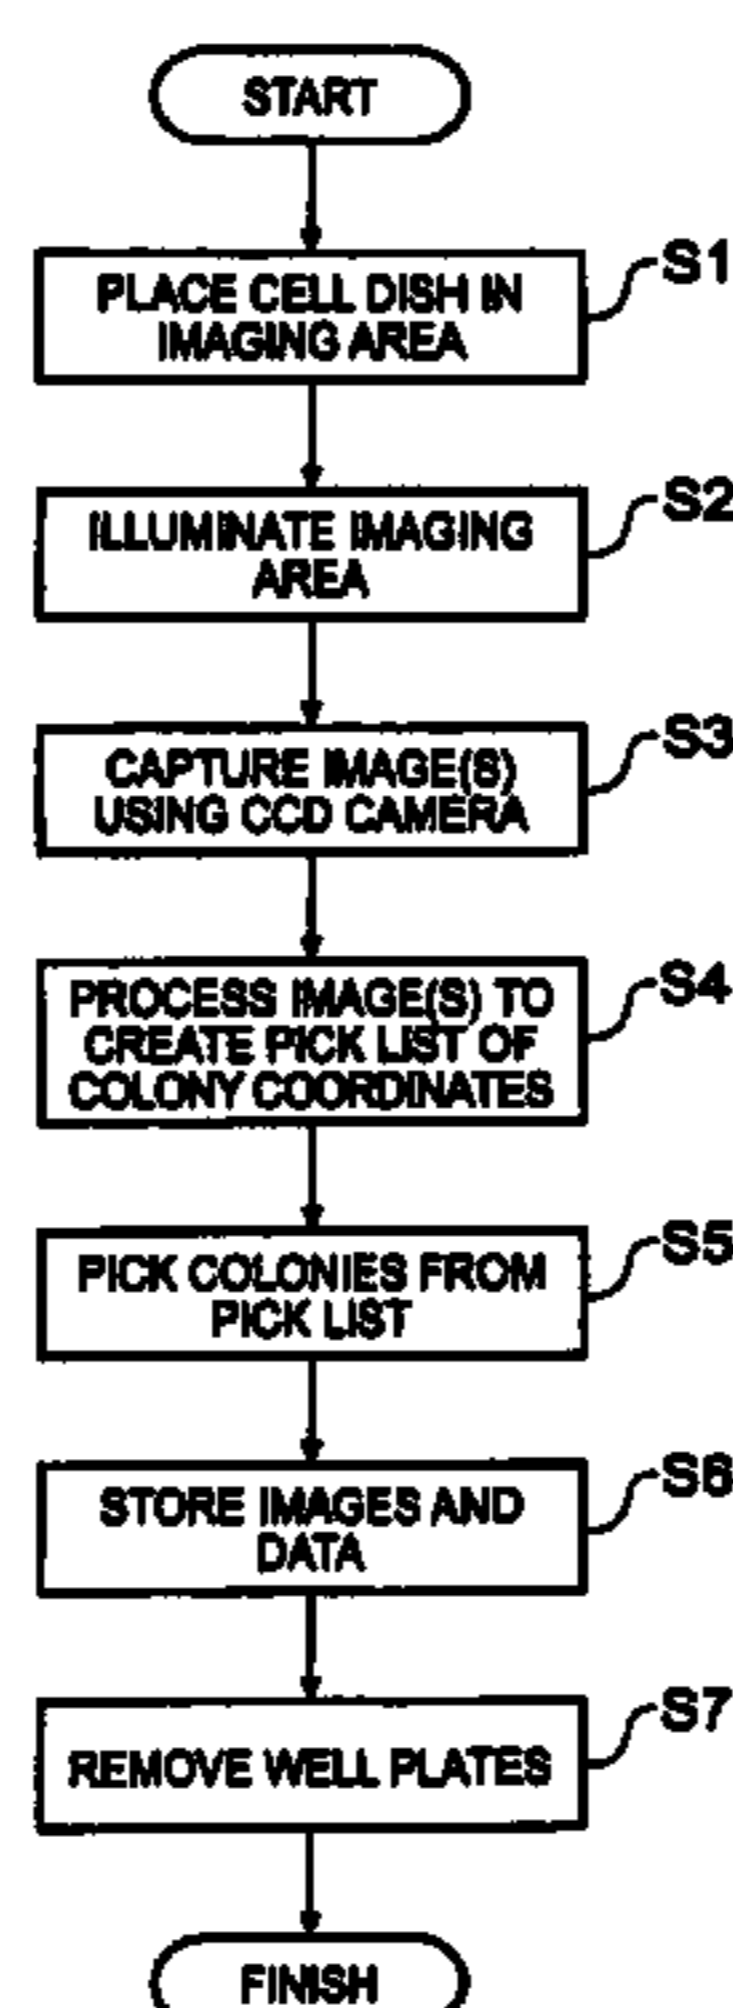 START
PLACE CELL DISH IN
IMAGING AREA
S1
ILLUMINATE IMAGING
AREA
S2
CAPTURE IMAGE(S)
USING CCD CAMERA
S3
PROCESS IMAGE(S) TO
CREATE PICK LIST OF
COLONY COORDINATES
S4
PICK COLONIES FROM
PICK LIST
S5
STORE IMAGES AND
DATA
S6
REMOVE WELL PLATES
S7
FINISH